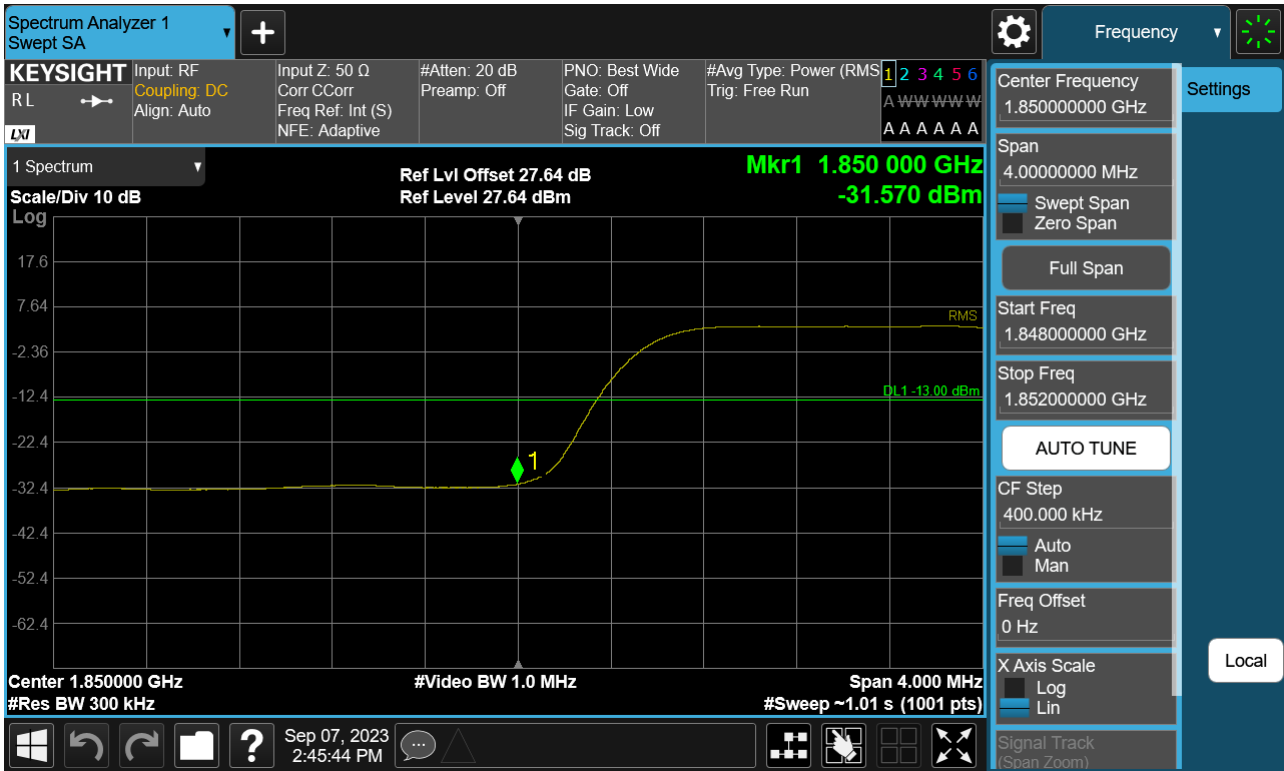 Spectrum Analyzer 1
Swept SA
Frequency
KEYSIGHT
R L
LXI
Input: RF
Coupling: DC
Align: Auto
Input Z: 50 Ω
Corr CCorr
Freq Ref: Int (S)
NFE: Adaptive
#Atten: 20 dB
Preamp: Off
PNO: Best Wide
Gate: Off
IF Gain: Low
Sig Track: Off
#Avg Type: Power (RMS
Trig: Free Run
1 2 3 4 5 6
A W W W W W
A A A A A A
1 Spectrum
Scale/Div 10 dB
Log
Ref Lvl Offset 27.64 dB
Ref Level 27.64 dBm
Mkr1 1.850 000 GHz
-31.570 dBm
17.6
7.64
-2.36
-12.4
-22.4
-32.4
-42.4
-52.4
-62.4
RMS
DL1 -13.00 dBm
1
Center 1.850000 GHz
#Res BW 300 kHz
#Video BW 1.0 MHz
Span 4.000 MHz
#Sweep ~1.01 s (1001 pts)
Center Frequency
1.850000000 GHz
Span
4.00000000 MHz
Swept Span
Zero Span
Full Span
Start Freq
1.848000000 GHz
Stop Freq
1.852000000 GHz
AUTO TUNE
CF Step
400.000 kHz
Auto
Man
Freq Offset
0 Hz
X Axis Scale
Log
Lin
Signal Track
(Span Zoom)
Settings
Local
?
Sep 07, 2023
2:45:44 PM